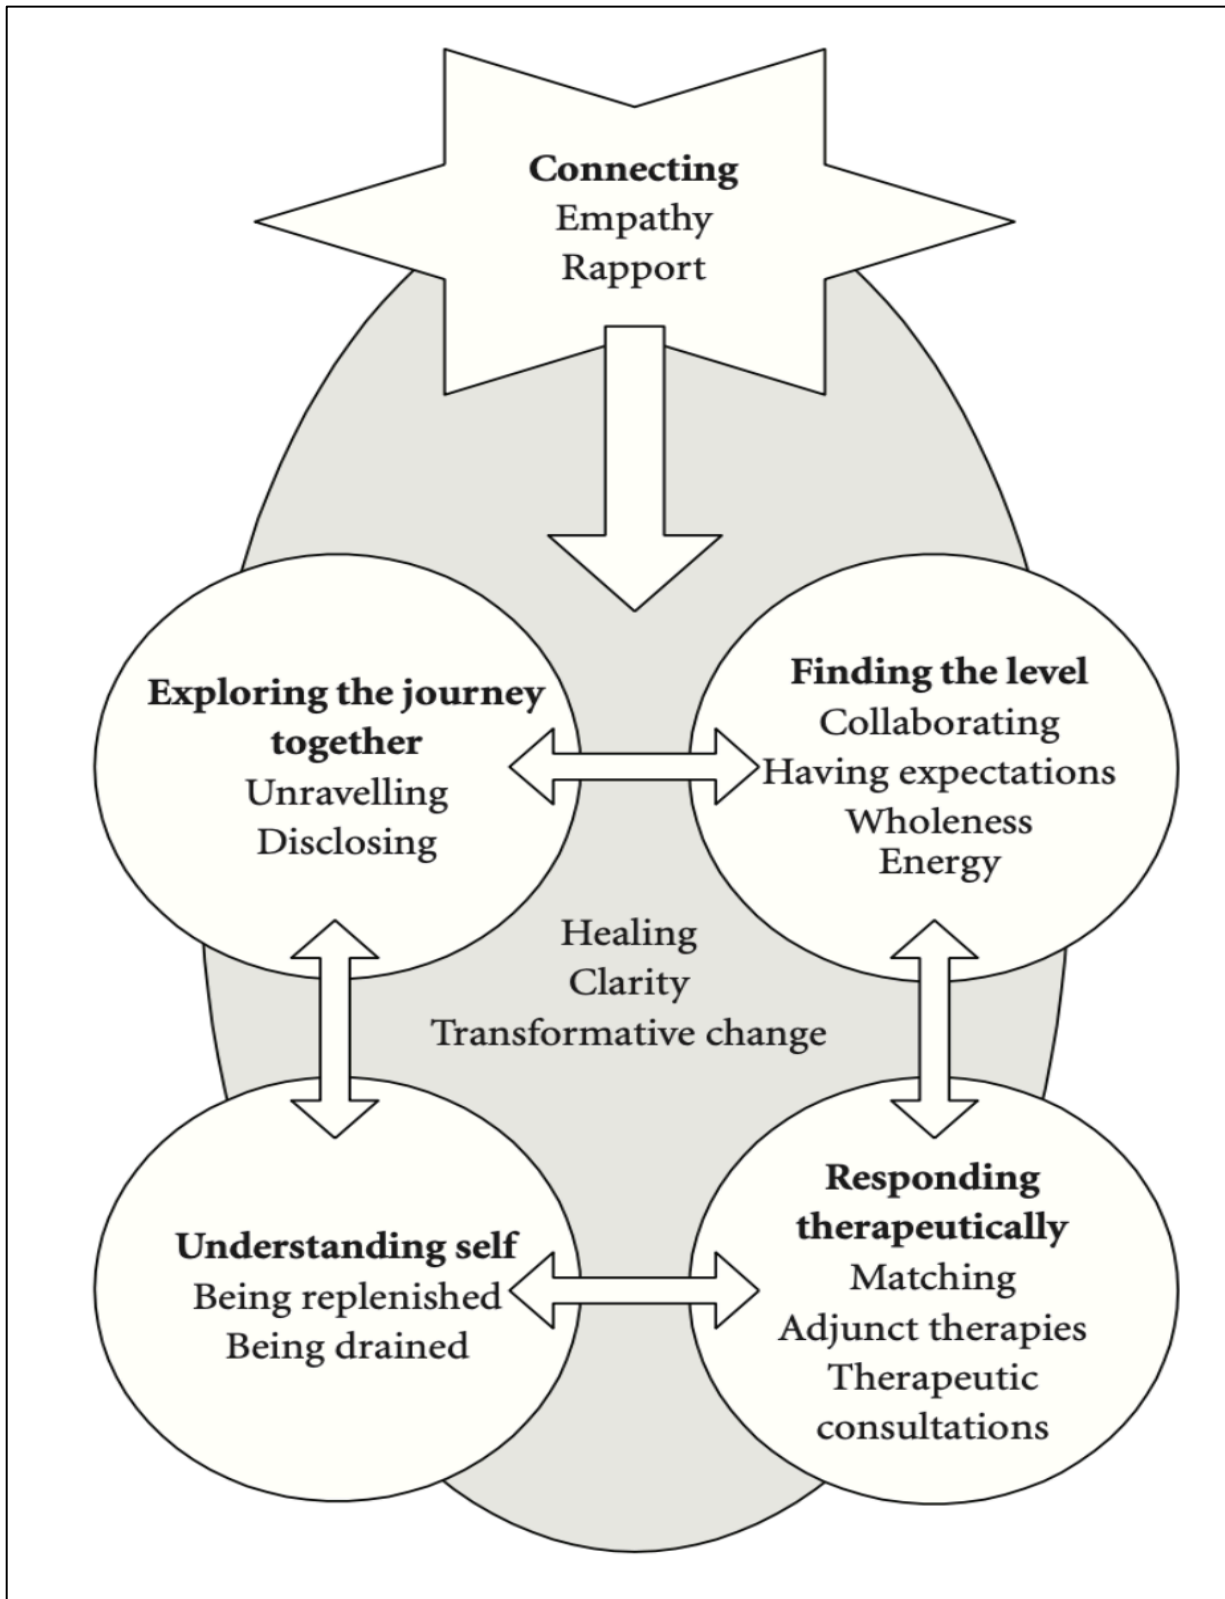 Connecting
Empathy
Rapport
Exploring the journey
together
Unravelling
Disclosing
Finding the level
Collaborating
Having expectations
Wholeness
Energy
Healing
Clarity
Transformative change
Understanding self
Being replenished
Being drained
Responding
therapeutically
Matching
Adjunct therapies
Therapeutic
consultations